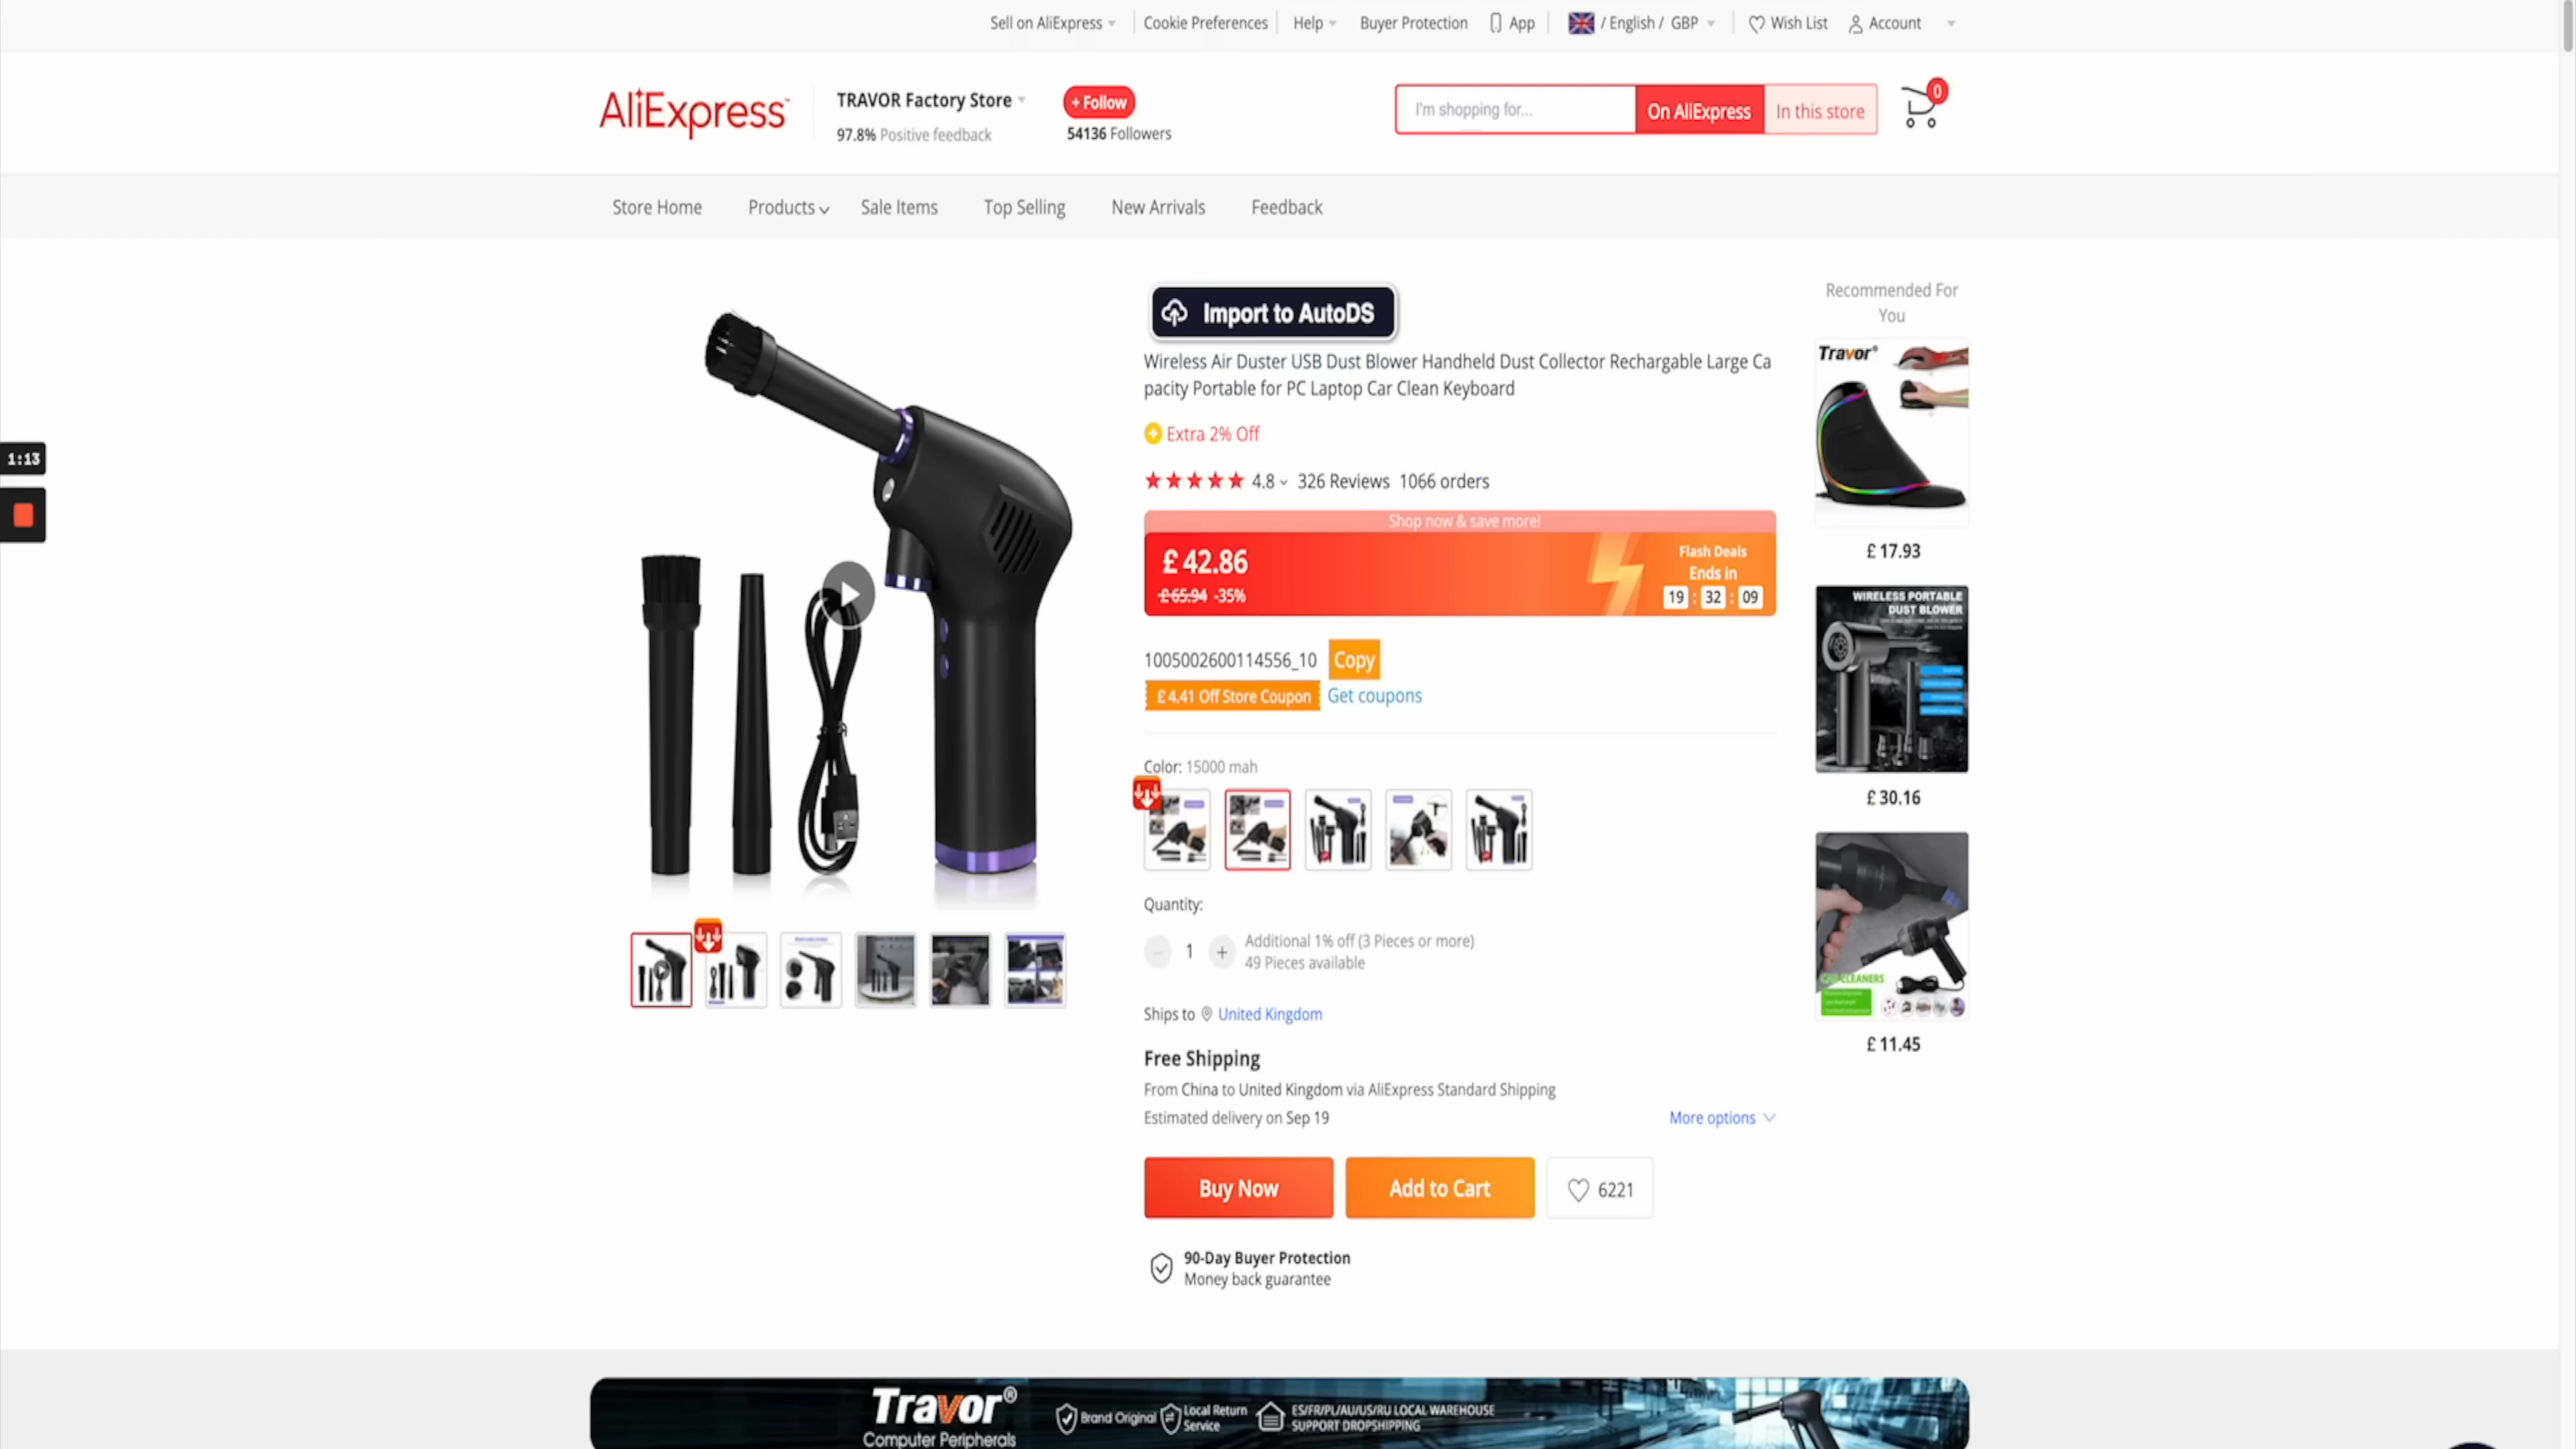 Sell on AliExpress
Cookie Preferences
Help
Buyer Protection
App
/ English / GBP
Wish List
Account
AliExpress
TRAVOR Factory Store
97.8% Positive feedback
+ Follow
54136 Followers
I'm shopping for...
On AliExpress
In this store
0
Store Home
Products
Sale Items
Top Selling
New Arrivals
Feedback
1:13
Import to AutoDS
Wireless Air Duster USB Dust Blower Handheld Dust Collector Rechargable Large Ca
pacity Portable for PC Laptop Car Clean Keyboard
Extra 2% Off
4.8
326 Reviews
1066 orders
Shop now & save more!
£ 42.86
£ 65.94 -35%
Flash Deals
Ends in
19 : 32 : 09
1005002600114556_10
Copy
£ 4.41 Off Store Coupon
Get coupons
Color: 15000 mah
Quantity:
1
Additional 1% off (3 Pieces or more)
49 Pieces available
Ships to United Kingdom
Free Shipping
From China to United Kingdom via AliExpress Standard Shipping
Estimated delivery on Sep 19
More options
Buy Now
Add to Cart
6221
90-Day Buyer Protection
Money back guarantee
Recommended For
You
Travor®
£ 17.93
WIRELESS PORTABLE
DUST BLOWER
£ 30.16
CLEANERS
£ 11.45
Travor®
Computer Peripherals
Brand Original
Local Return
Service
ES/FR/PL/AU/US/RU LOCAL WAREHOUSE
SUPPORT DROPSHIPPING